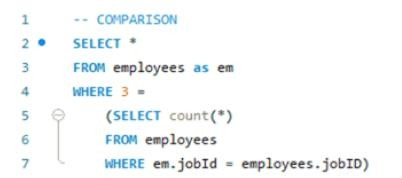 1 -- COMPARISON
2 SELECT *
3 FROM employees as em
4 WHERE 3 =
5 (SELECT count(*)
6 FROM employees
7 WHERE em.jobId = employees.jobID)